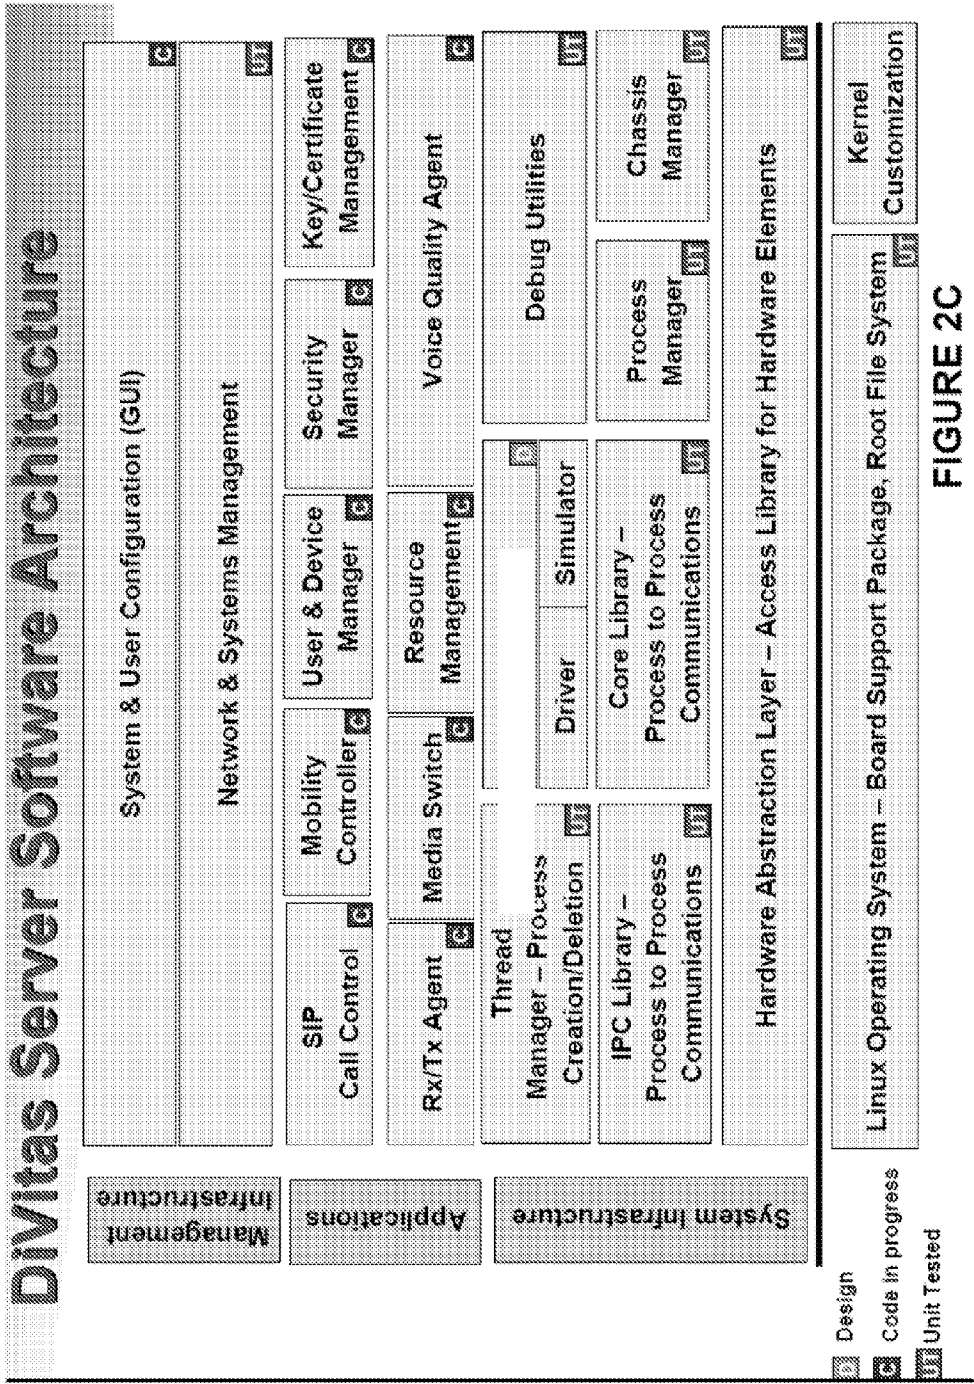 DiVitas Server Software Architecture
Management
Infrastructure
System & User Configuration (GUI)
C
Network & Systems Management
UT
Applications
SIP
Call Control
C
Mobility
Controller
C
User & Device
Manager
C
Security
Manager
C
Key/Certificate
Management
C
Rx/Tx Agent
C
Media Switch
C
Resource
Management
C
Voice Quality Agent
C
System Infrastructure
Thread
Manager – Process
Creation/Deletion
UT
D
Driver
Simulator
Debug Utilities
UT
IPC Library –
Process to Process
Communications
UT
Core Library –
Process to Process
Communications
UT
Process
Manager
UT
Chassis
Manager
UT
Hardware Abstraction Layer – Access Library for Hardware Elements
UT
Linux Operating System – Board Support Package, Root File System
UT
Kernel
Customization
D Design
C Code in progress
UT Unit Tested
FIGURE 2C